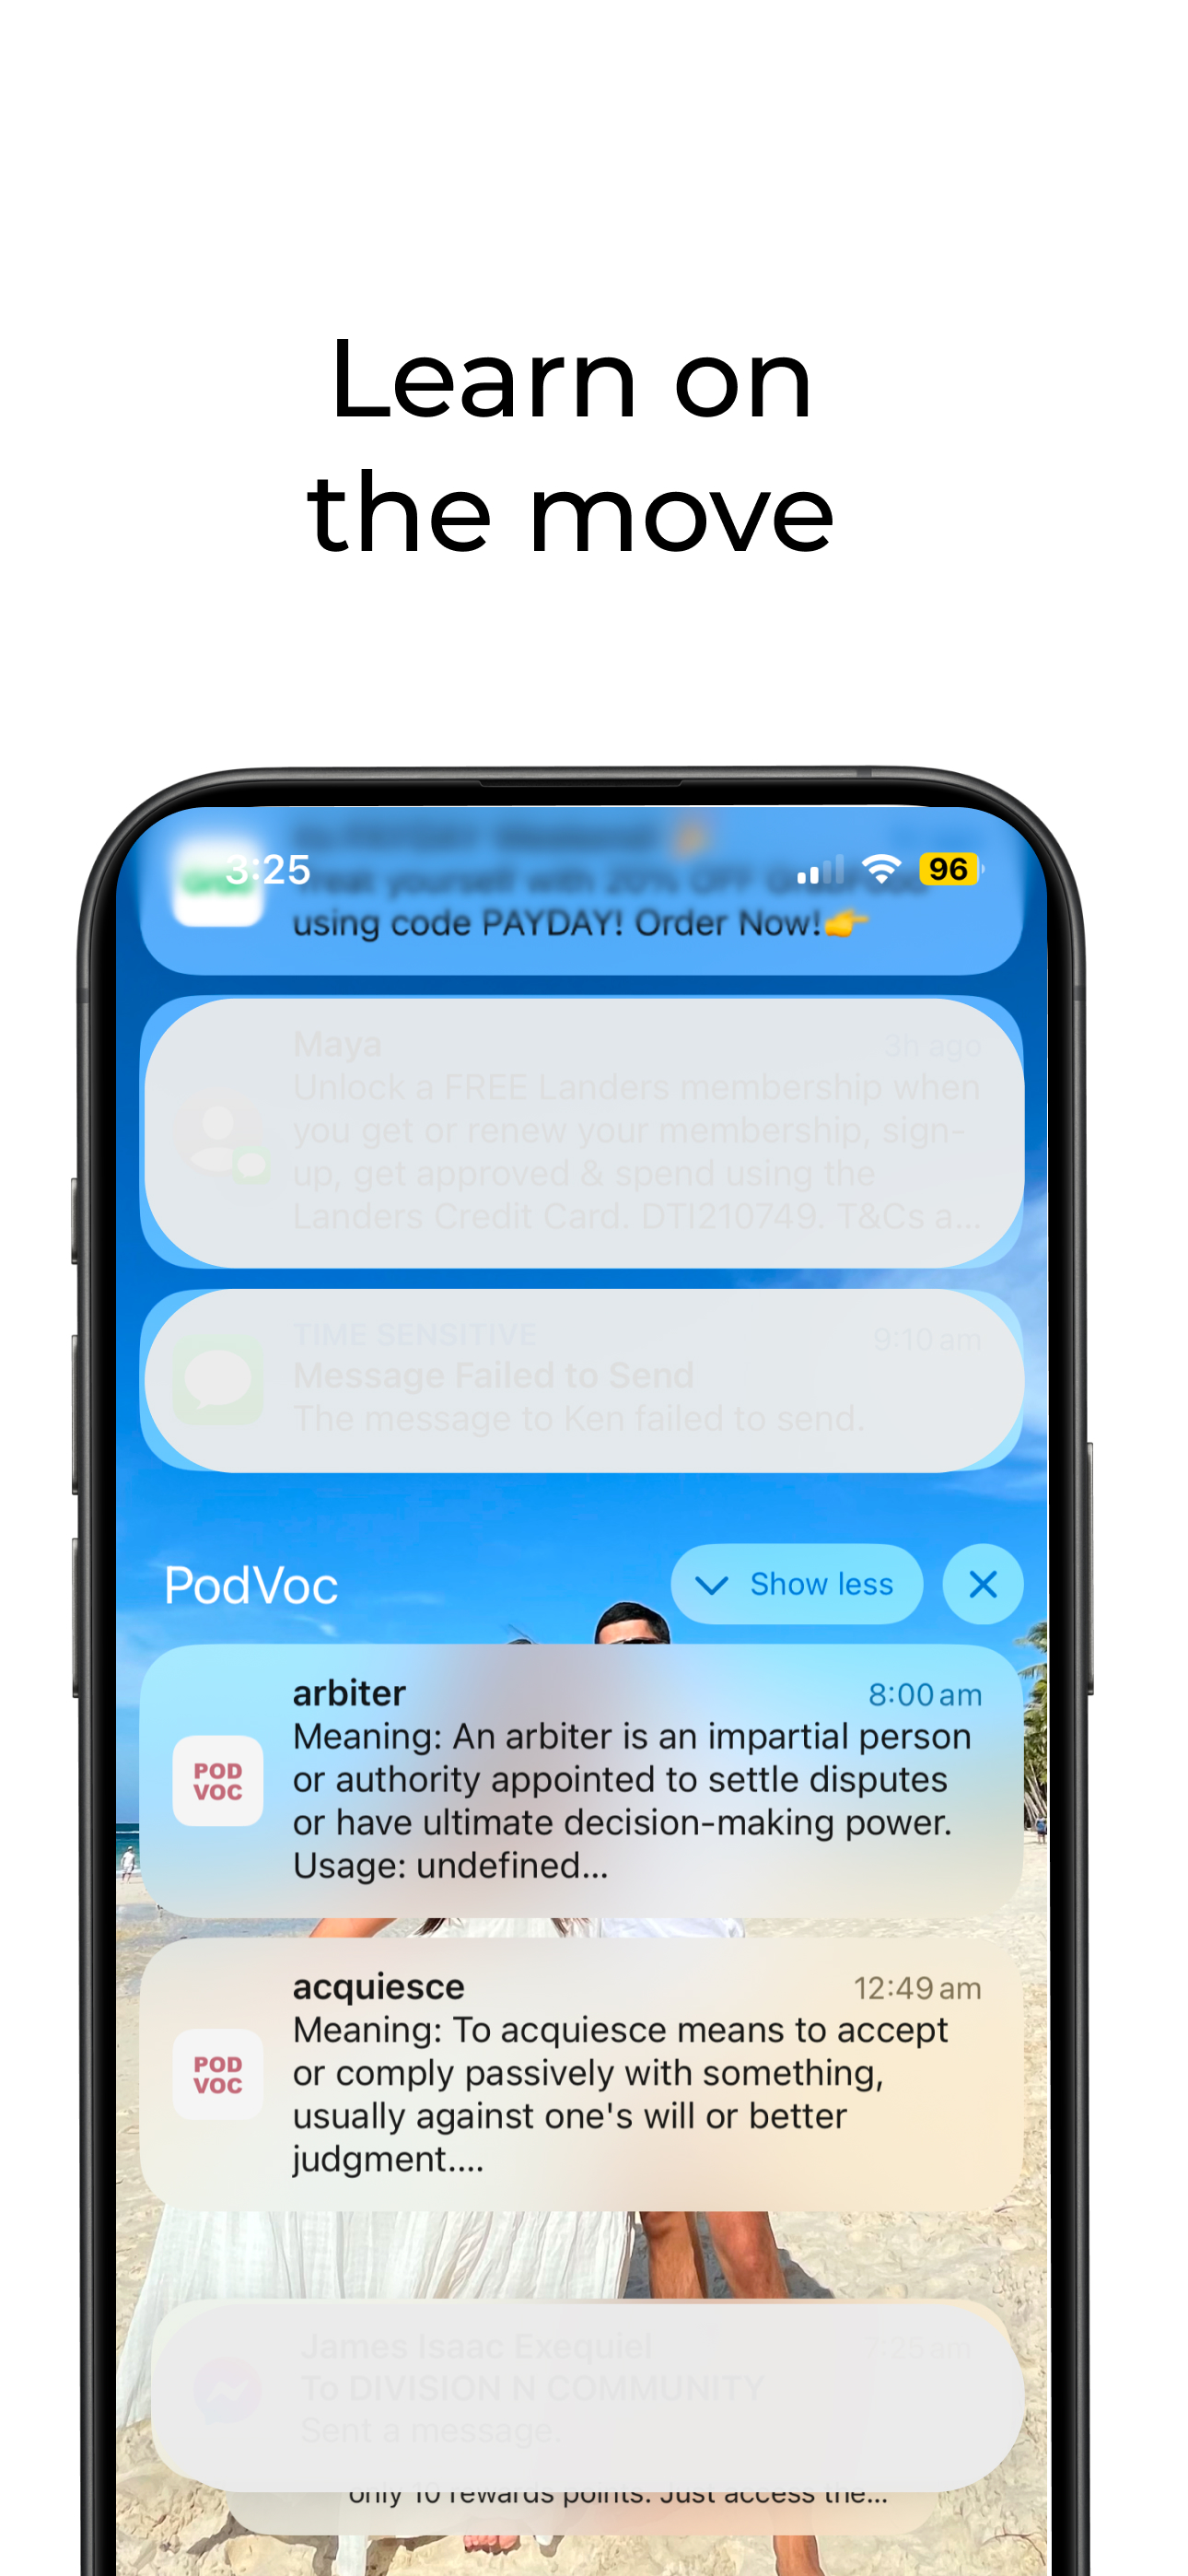 Learn on
the move
3:25
96
Treat yourself with 20% OFF
using code PAYDAY! Order Now!👉
Maya
3h ago
Unlock a FREE Landers membership when
you get or renew your membership, sign-
up, get approved & spend using the
Landers Credit Card. DTI210749. T&Cs a...
TIME SENSITIVE
9:10 am
Message Failed to Send
The message to Ken failed to send.
PodVoc
Show less
arbiter
8:00 am
POD
VOC
Meaning: An arbiter is an impartial person
or authority appointed to settle disputes
or have ultimate decision-making power.
Usage: undefined...
acquiesce
12:49 am
POD
VOC
Meaning: To acquiesce means to accept
or comply passively with something,
usually against one's will or better
judgment....
James Isaac Exequiel
7:25 am
To DIVISION N COMMUNITY
Sent a message.
only 10 rewards points. Just access the...